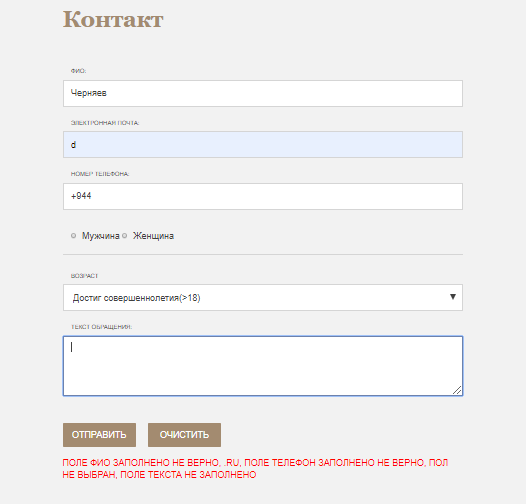 Контакт
ФИО:
Черняев
ЭЛЕКТРОННАЯ ПОЧТА:
d
НОМЕР ТЕЛЕФОНА:
+944
Мужчина Женщина
ВОЗРАСТ
Достиг совершеннолетия(>18)
ТЕКСТ ОБРАЩЕНИЯ:
ОТПРАВИТЬ ОЧИСТИТЬ
ПОЛЕ ФИО ЗАПОЛНЕНО НЕ ВЕРНО, .RU, ПОЛЕ ТЕЛЕФОН ЗАПОЛНЕНО НЕ ВЕРНО, ПОЛ
НЕ ВЫБРАН, ПОЛЕ ТЕКСТА НЕ ЗАПОЛНЕНО